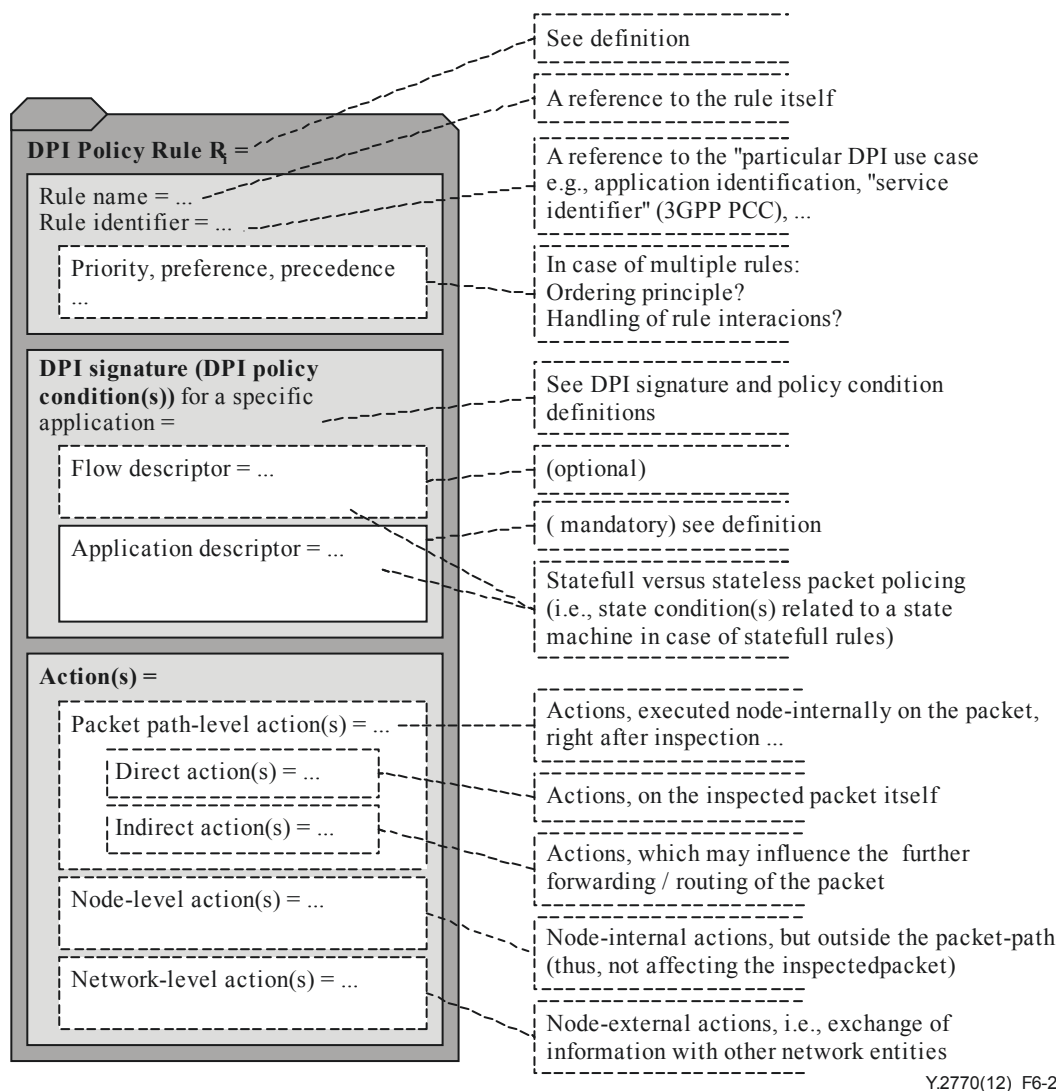 See definition
A reference to the rule itself
DPI Policy Rule Ri =
A reference to the "particular DPI use case
e.g., application identification, "service
identifier" (3GPP PCC), ...
Rule name = ...
Rule identifier = ...
Priority, preference, precedence
...
In case of multiple rules:
Ordering principle?
Handling of rule interacions?
DPI signature (DPI policy
condition(s)) for a specific
application =
See DPI signature and policy condition
definitions
Flow descriptor = ...
(optional)
Application descriptor = ...
( mandatory) see definition
Statefull versus stateless packet policing
(i.e., state condition(s) related to a state
machine in case of statefull rules)
Action(s) =
Packet path-level action(s) = ...
Actions, executed node-internally on the packet,
right after inspection ...
Direct action(s) = ...
Actions, on the inspected packet itself
Indirect action(s) = ...
Actions, which may influence the further
forwarding / routing of the packet
Node-level action(s) = ...
Node-internal actions, but outside the packet-path
(thus, not affecting the inspectedpacket)
Network-level action(s) = ...
Node-external actions, i.e., exchange of
information with other network entities
Y.2770(12)_F6-2